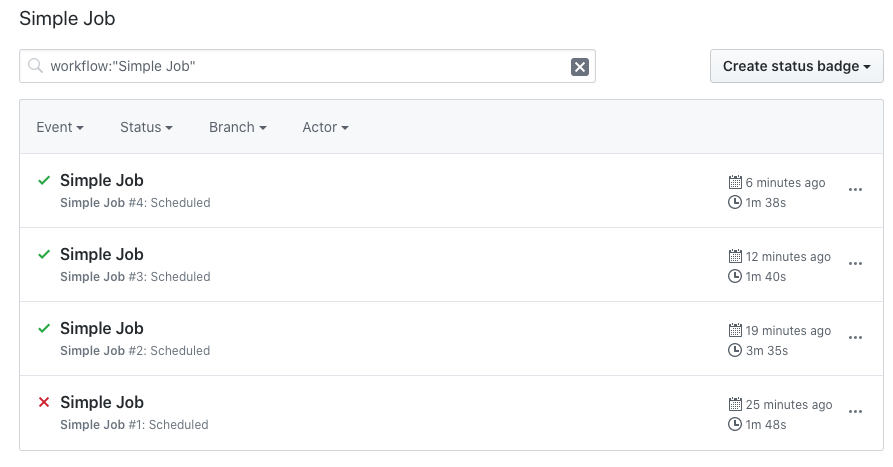 Simple Job
workflow:"Simple Job"
Create status badge
Event
Status
Branch
Actor
Simple Job
Simple Job #4: Scheduled
6 minutes ago
1m 38s
Simple Job
Simple Job #3: Scheduled
12 minutes ago
1m 40s
Simple Job
Simple Job #2: Scheduled
19 minutes ago
3m 35s
Simple Job
Simple Job #1: Scheduled
25 minutes ago
1m 48s